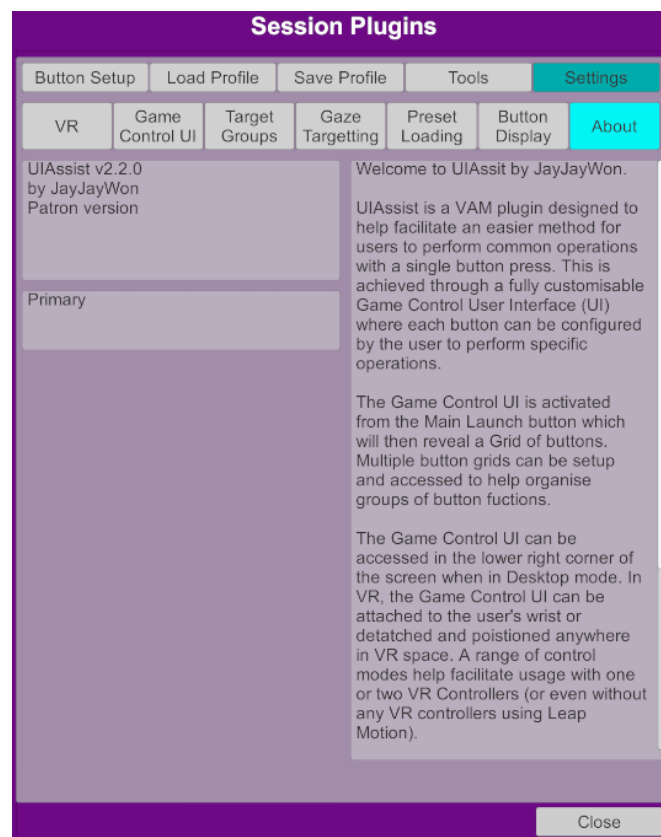 Session Plugins
Button Setup
Load Profile
Save Profile
Tools
Settings
VR
Game
Control UI
Target
Groups
Gaze
Targetting
Preset
Loading
Button
Display
About
UIAssist v2.2.0
by JayJayWon
Patron version
Primary
Welcome to UIAssit by JayJayWon.
UIAssist is a VAM plugin designed to
help facilitate an easier method for
users to perform common operations
with a single button press. This is
achieved through a fully customisable
Game Control User Interface (UI)
where each button can be configured
by the user to perform specific
operations.
The Game Control UI is activated
from the Main Launch button which
will then reveal a Grid of buttons.
Multiple button grids can be setup
and accessed to help organise
groups of button fuctions.
The Game Control UI can be
accessed in the lower right corner of
the screen when in Desktop mode. In
VR, the Game Control UI can be
attached to the user's wrist or
detatched and poistioned anywhere
in VR space. A range of control
modes help facilitate usage with one
or two VR Controllers (or even without
any VR controllers using Leap
Motion).
Close